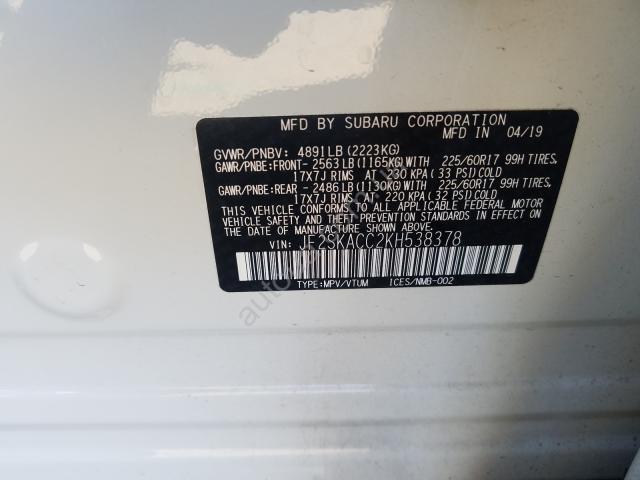 MFD BY SUBARU CORPORATION
MFD IN 04/19
GVWR/PNBV: 4891LB (2223KG)
GAWR/PNBE:FRONT- 2563LB (1165KG) WITH 225/60R17 99H TIRES,
17X7J RIMS AT 230 KPA (33 PSI) COLD
GAWR/PNBE:REAR - 2486LB (1130KG) WITH 225/60R17 99H TIRES,
17X7J RIMS AT 220 KPA (32 PSI) COLD
THIS VEHICLE CONFORMS TO ALL APPLICABLE FEDERAL MOTOR
VEHICLE SAFETY AND THEFT PREVENTION STANDARDS IN EFFECT
ON THE DATE OF MANUFACTURE SHOWN ABOVE.
VIN: JF2SKACC2KH538378
TYPE:MPV/VTUM ICES/NMB-002